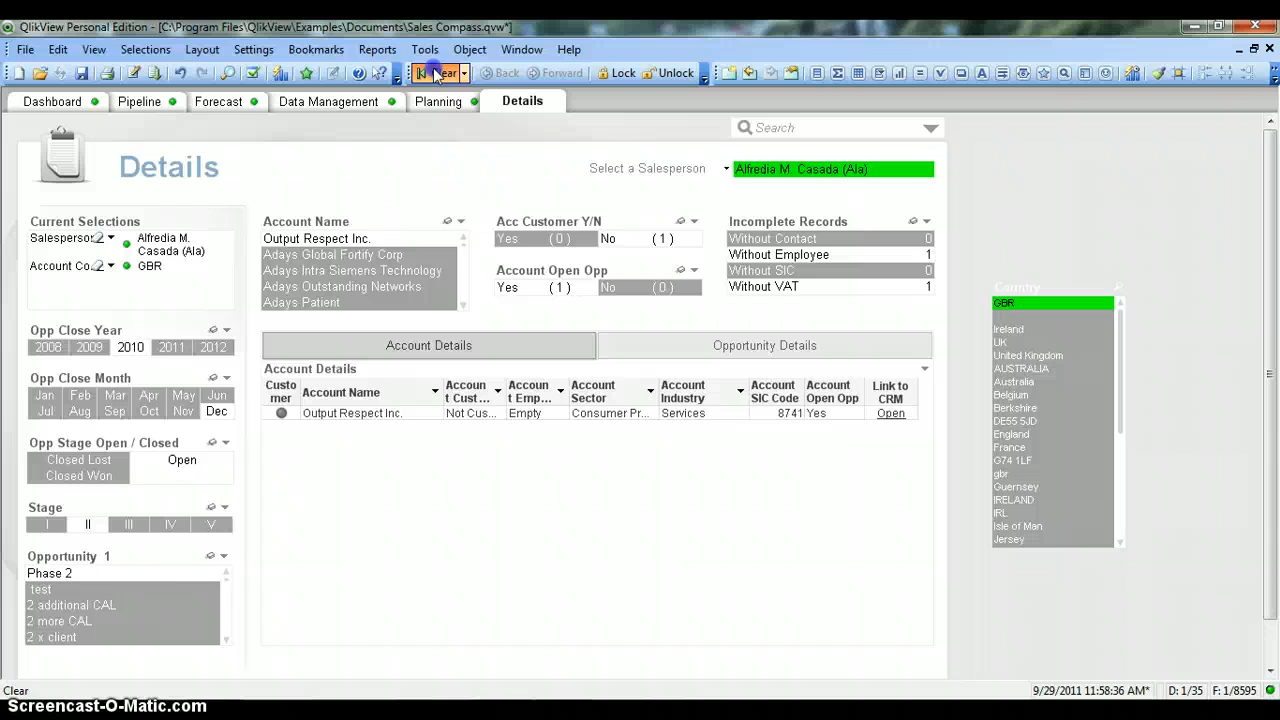 QlikView Personal Edition - [C:\Program Files\QlikView\Examples\Documents\Sales Compass.qvw*]
File Edit View Selections Layout Settings Bookmarks Reports Tools Object Window Help
Back Forward Lock Unlock
Dashboard Pipeline Forecast Data Management Planning Details
Search
Details
Select a Salesperson Alfredia M. Casada (Ala)
Current Selections
Alfredia M.
Casada (Ala)
Account Co... GBR
Account Name
Output Respect Inc.
Adays Global Fortify Corp
Adays Intra Siemens Technology
Adays Outstanding Networks
Adays Patient
Acc Customer Y/N
Yes (0) No (1)
Account Open Opp
Yes (1) No (0)
Incomplete Records
Without Contact 0
Without Employee 1
Without SIC 0
Without VAT 1
Opp Close Year
2008 2009 2010 2011 2012
Opp Close Month
Jan Feb Mar Apr May Jun
Jul Aug Sep Oct Nov Dec
Opp Stage Open / Closed
Closed Lost Open
Closed Won
Stage
I II III IV V
Opportunity 1
Phase 2
test
2 additional CAL
2 more CAL
2 x client
Account Details Opportunity Details
Account Details
Custo
mer
Account Name
Accoun
t Cust...
Accoun
t Emp...
Account
Sector
Account
Industry
Account
SIC Code
Account
Open Opp
Link to
CRM
Output Respect Inc. Not Cus... Empty Consumer Pr... Services 8741 Yes Open
Country
GBR
Ireland
UK
United Kingdom
AUSTRALIA
Australia
Belgium
Berkshire
DE55 5JD
England
France
G74 1LF
gbr
Guernsey
IRELAND
IRL
Isle of Man
Jersey
Clear
9/29/2011 11:58:36 AM* D: 1/35 F: 1/8595
Screencast-O-Matic.com